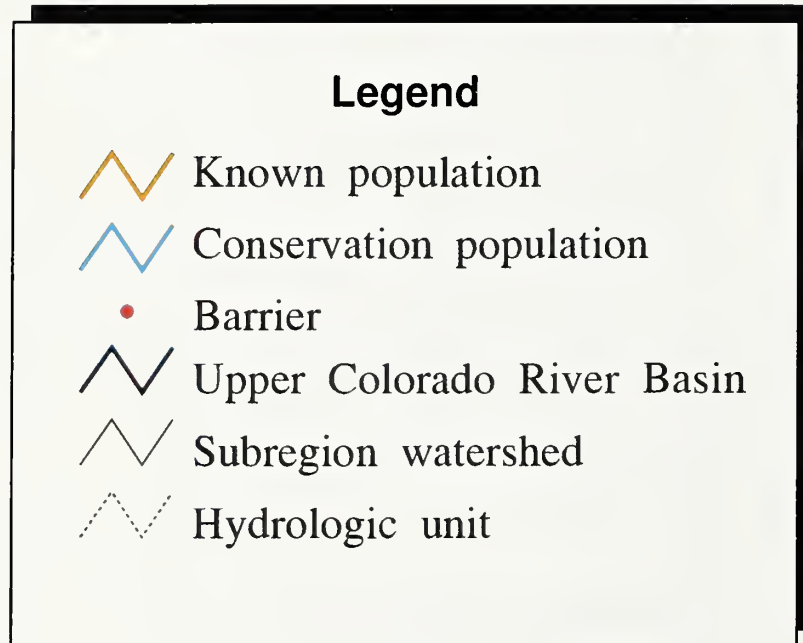 Legend
Known population
Conservation population
Barrier
Upper Colorado River Basin
Subregion watershed
Hydrologic unit